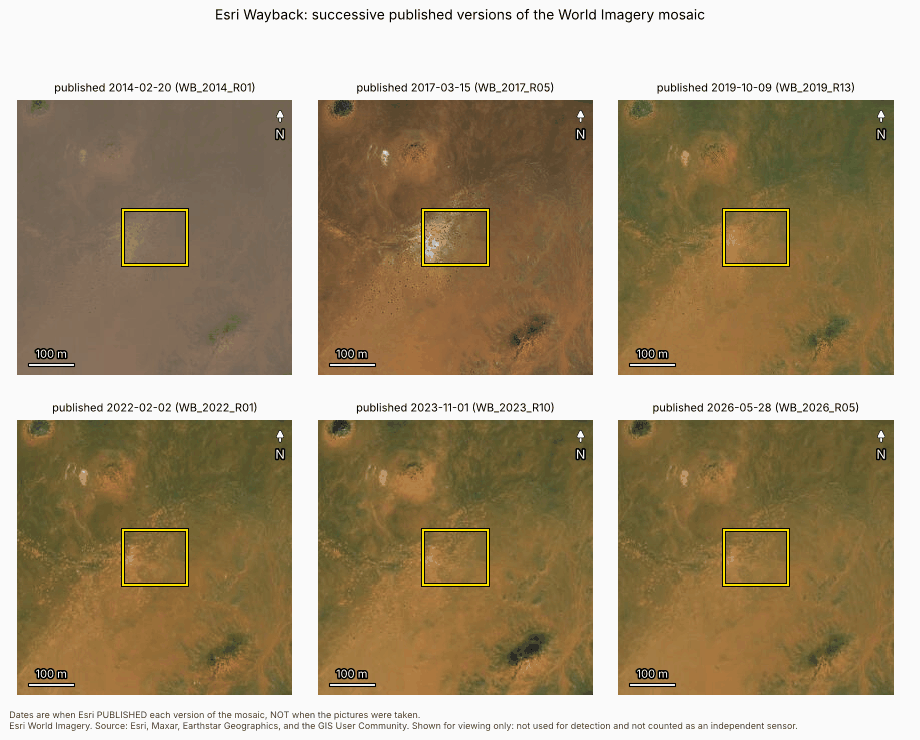 Esri Wayback: successive published versions of the World Imagery mosaic
published 2014-02-20 (WB_2014_R01)
published 2017-03-15 (WB_2017_R05)
published 2019-10-09 (WB_2019_R13)
N
N
N
100 m
100 m
100 m
published 2022-02-02 (WB_2022_R01)
published 2023-11-01 (WB_2023_R10)
published 2026-05-28 (WB_2026_R05)
N
N
N
100 m
100 m
100 m
Dates are when Esri PUBLISHED each version of the mosaic, NOT when the pictures were taken.
Esri World Imagery. Source: Esri, Maxar, Earthstar Geographics, and the GIS User Community. Shown for viewing only: not used for detection and not counted as an independent sensor.